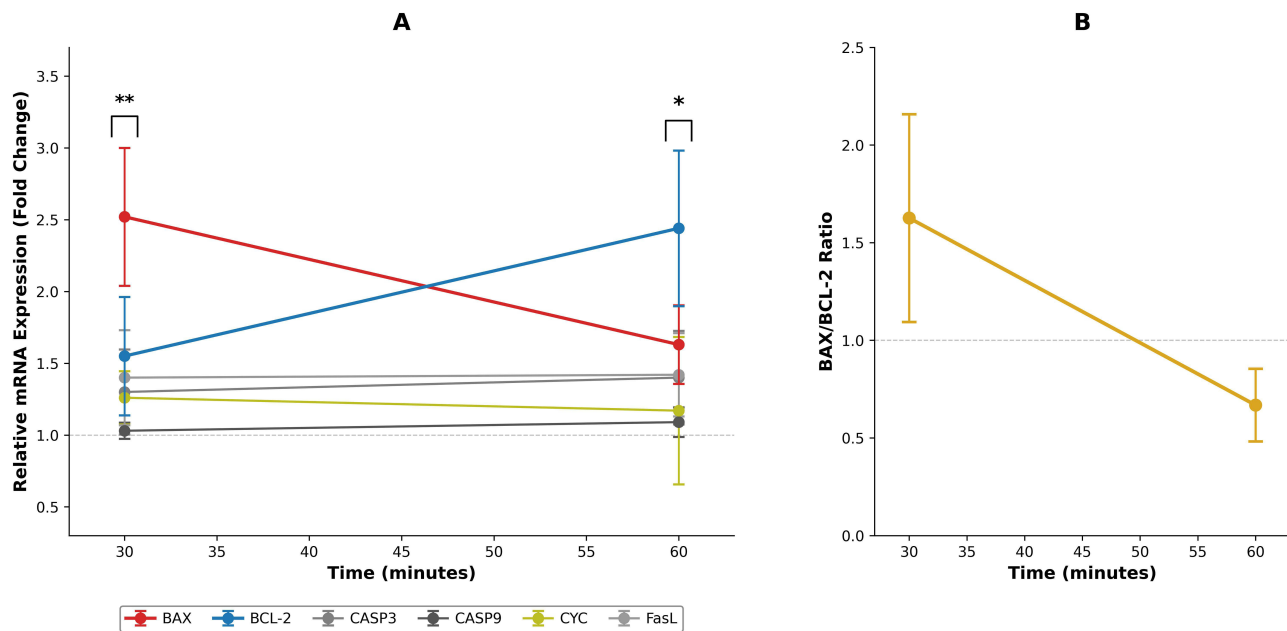 A
Relative mRNA Expression (Fold Change)
3.5
3.0
2.5
2.0
1.5
1.0
0.5
**
*
30 35 40 45 50 55 60
Time (minutes)
BAX BCL-2 CASP3 CASP9 CYC FasL
B
BAX/BCL-2 Ratio
2.5
2.0
1.5
1.0
0.5
0.0
30 35 40 45 50 55 60
Time (minutes)